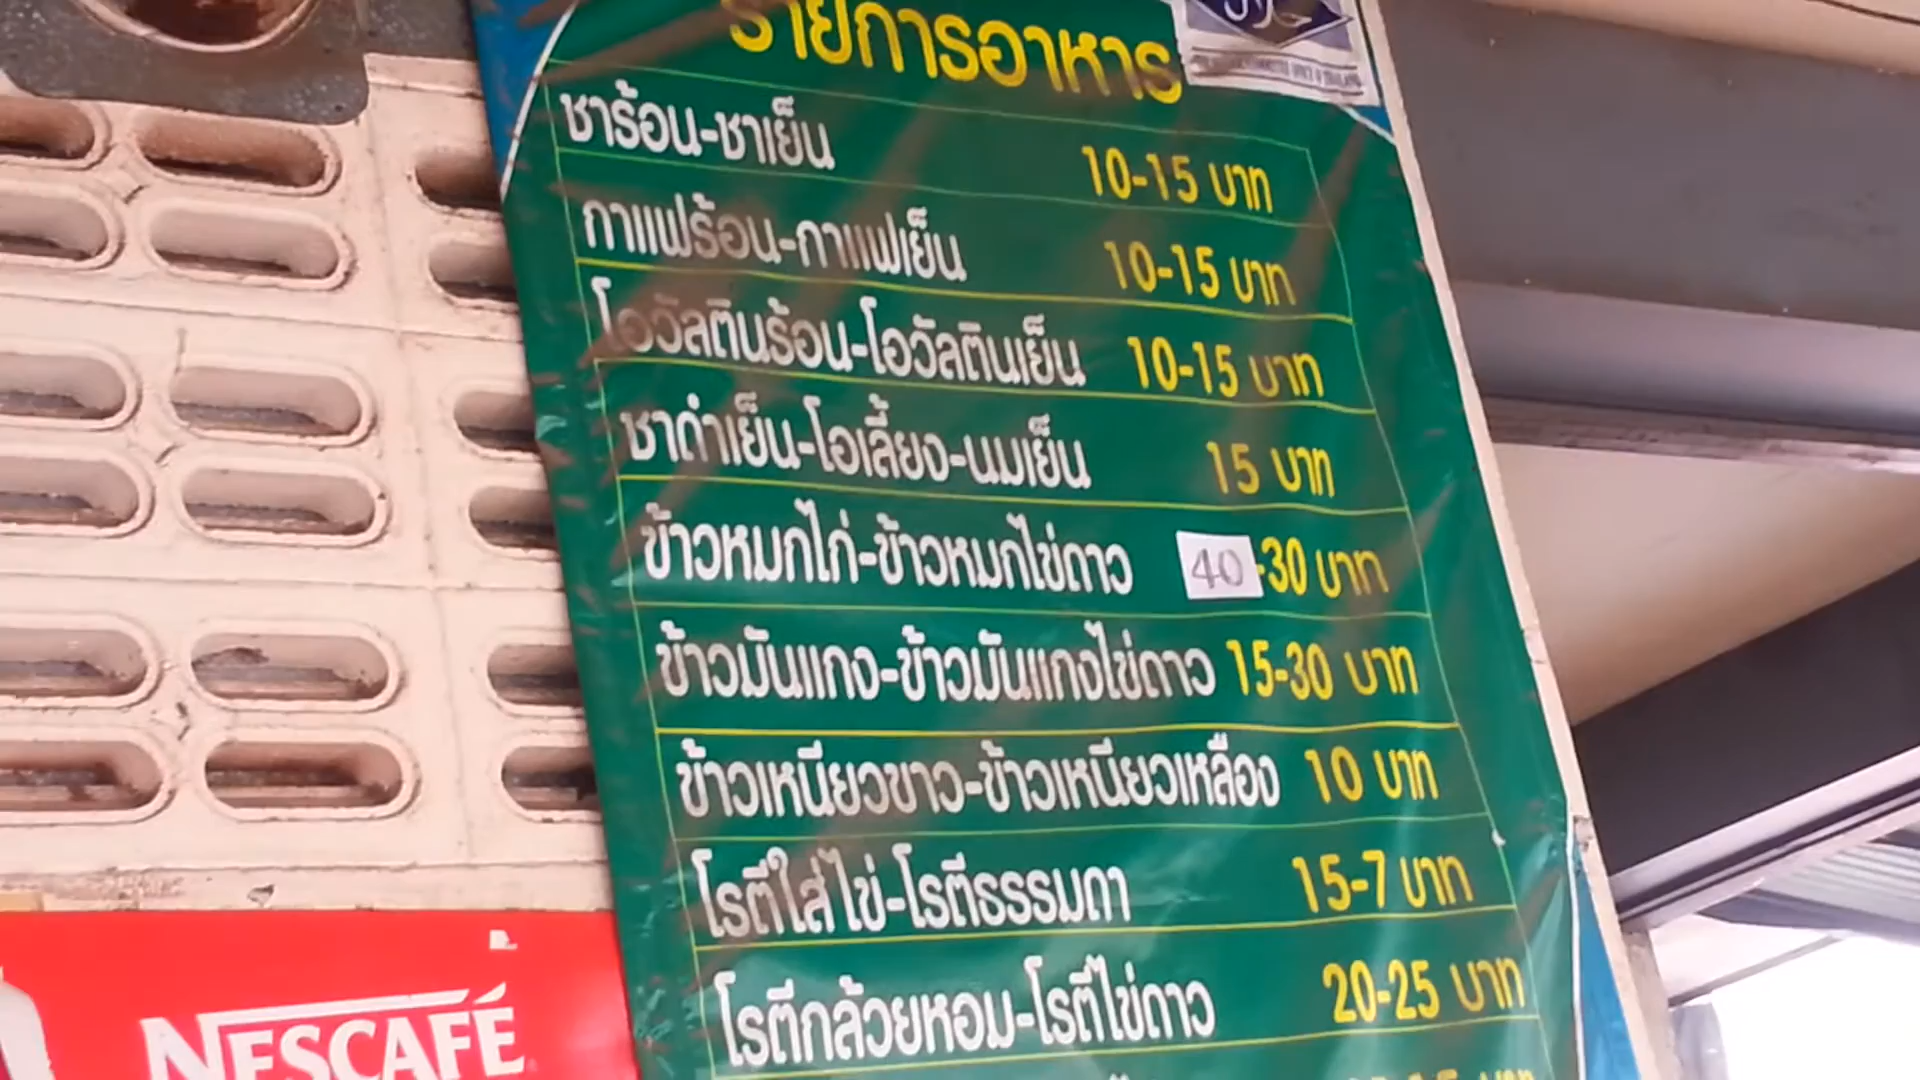 รายการอาหาร
ชาร้อน-ชาเย็น 10-15 บาท
กาแฟร้อน-กาแฟเย็น 10-15 บาท
โอวัลตินร้อน-โอวัลตินเย็น 10-15 บาท
ชาดำเย็น-โอเลี้ยง-นมเย็น 15 บาท
ข้าวหมกไก่-ข้าวหมกไข่ดาว 40-30 บาท
ข้าวมันแกง-ข้าวมันแกงไข่ดาว 15-30 บาท
ข้าวเหนียวขาว-ข้าวเหนียวเหลือง 10 บาท
โรตีใส่ไข่-โรตีธรรมดา 15-7 บาท
โรตีกล้วยหอม-โรตีไข่ดาว 20-25 บาท
NESCAFÉ